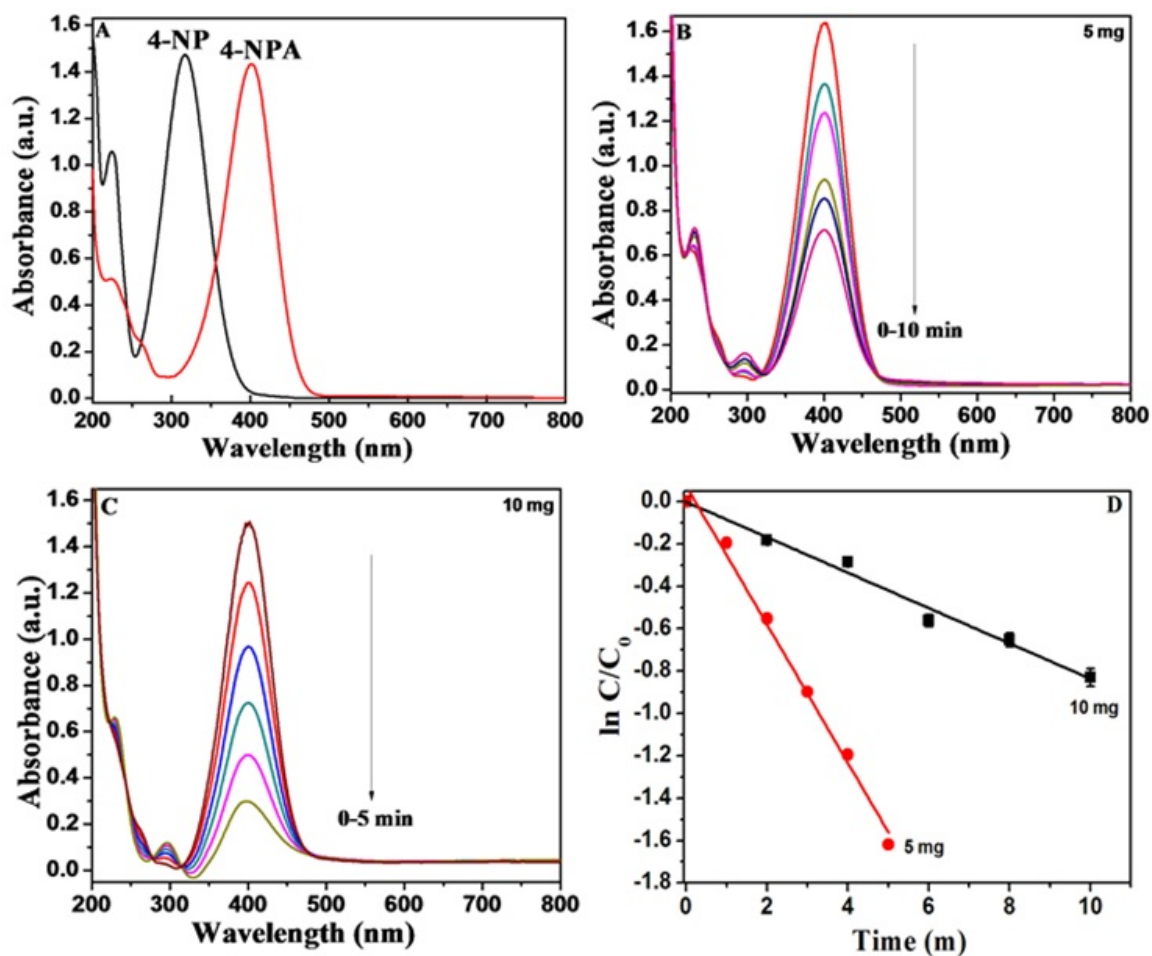 A
4-NP
4-NPA
1.6
1.4
1.2
1.0
0.8
0.6
0.4
0.2
0.0
Absorbance (a.u.)
200 300 400 500 600 700 800
Wavelength (nm)
B
5 mg
1.6
1.4
1.2
1.0
0.8
0.6
0.4
0.2
0.0
Absorbance (a.u.)
0-10 min
200 300 400 500 600 700 800
Wavelength (nm)
C
10 mg
1.6
1.4
1.2
1.0
0.8
0.6
0.4
0.2
0.0
Absorbance (a.u.)
0-5 min
200 300 400 500 600 700 800
Wavelength (nm)
D
0.0
-0.2
-0.4
-0.6
-0.8
-1.0
-1.2
-1.4
-1.6
-1.8
ln C/C0
10 mg
5 mg
0 2 4 6 8 10
Time (m)